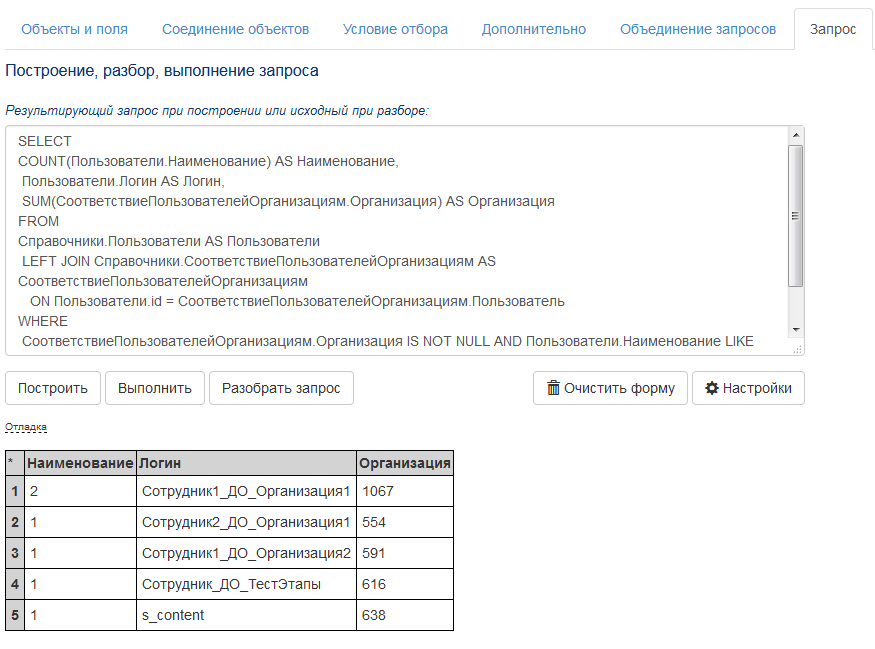 Объекты и поля Соединение объектов Условие отбора Дополнительно Объединение запросов Запрос
Построение, разбор, выполнение запроса
Результирующий запрос при построении или исходный при разборе:
SELECT
COUNT(Пользователи.Наименование) AS Наименование,
Пользователи.Логин AS Логин,
SUM(СоответствиеПользователейОрганизациям.Организация) AS Организация
FROM
Справочники.Пользователи AS Пользователи
LEFT JOIN Справочники.СоответствиеПользователейОрганизациям AS
СоответствиеПользователейОрганизациям
ON Пользователи.id = СоответствиеПользователейОрганизациям.Пользователь
WHERE
СоответствиеПользователейОрганизациям.Организация IS NOT NULL AND Пользователи.Наименование LIKE
Построить Выполнить Разобрать запрос Очистить форму Настройки
Отладка
* Наименование Логин Организация
1 2 Сотрудник1_ДО_Организация1 1067
2 1 Сотрудник2_ДО_Организация1 554
3 1 Сотрудник1_ДО_Организация2 591
4 1 Сотрудник_ДО_ТестЭтапы 616
5 1 s_content 638